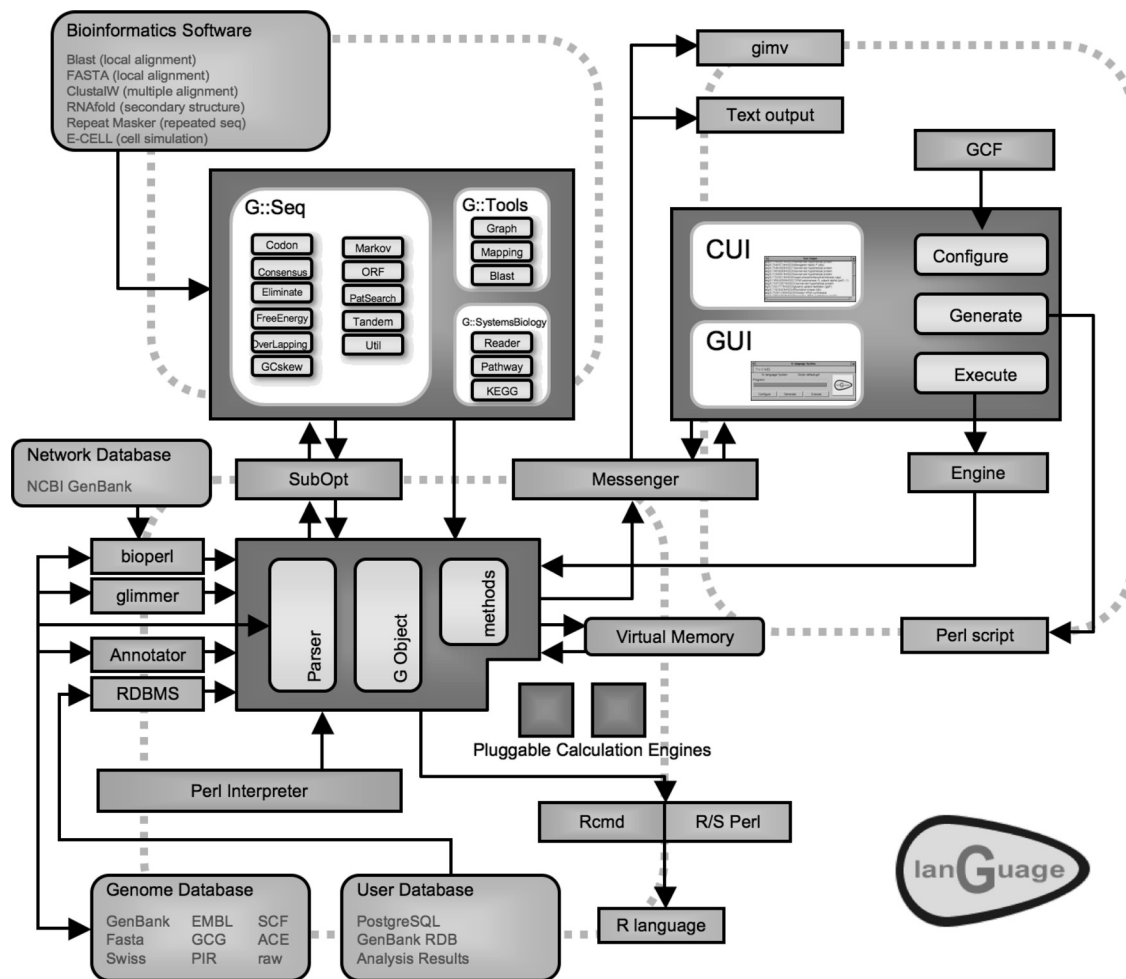 Bioinformatics Software
Blast (local alignment)
FASTA (local alignment)
ClustalW (multiple alignment)
RNAfold (secondary structure)
Repeat Masker (repeated seq)
E-CELL (cell simulation)
gimv
Text output
GCF
G::Seq
Codon
Consensus
Eliminate
FreeEnergy
OverLapping
GCskew
Markov
ORF
PatSearch
Tandem
Util
G::Tools
Graph
Mapping
Blast
G::SystemsBiology
Reader
Pathway
KEGG
CUI
GUI
Configure
Generate
Execute
Network Database
NCBI GenBank
SubOpt
Messenger
Engine
bioperl
glimmer
Annotator
RDBMS
Parser
G Object
methods
Virtual Memory
Perl script
Pluggable Calculation Engines
Perl Interpreter
Rcmd
R/S Perl
Genome Database
GenBank EMBL SCF
Fasta GCG ACE
Swiss PIR raw
User Database
PostgreSQL
GenBank RDB
Analysis Results
R language
lanGuage